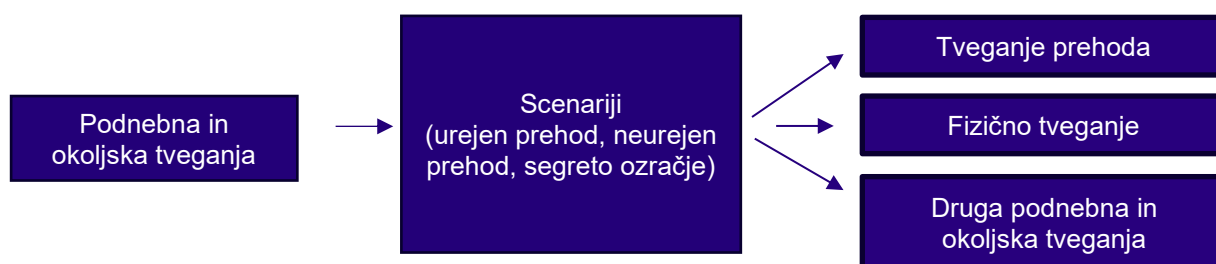 Podnebna in
okoljska tveganja
Scenariji
(urejen prehod, neurejen
prehod, segreto ozračje)
Tveganje prehoda
Fizično tveganje
Druga podnebna in
okoljska tveganja